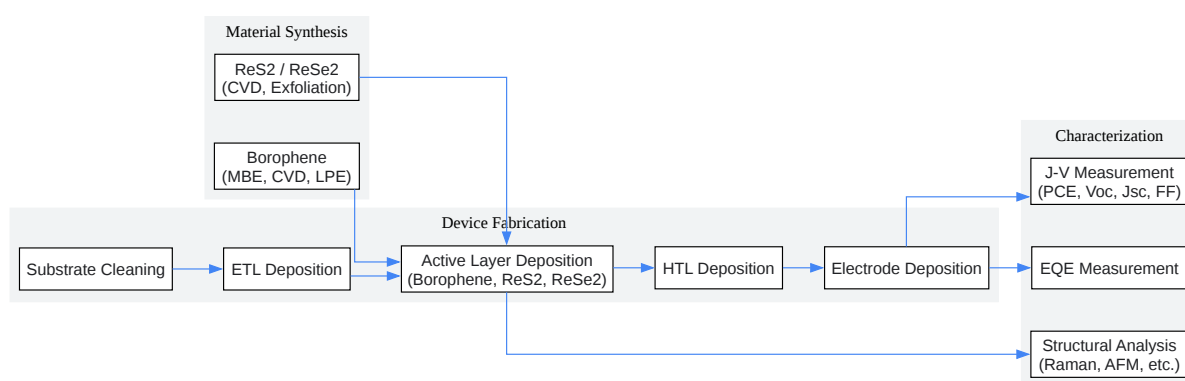 Material Synthesis
ReS2 / ReSe2
(CVD, Exfoliation)
Borophene
(MBE, CVD, LPE)
Device Fabrication
Substrate Cleaning
ETL Deposition
Active Layer Deposition
(Borophene, ReS2, ReSe2)
HTL Deposition
Electrode Deposition
Characterization
J-V Measurement
(PCE, Voc, Jsc, FF)
EQE Measurement
Structural Analysis
(Raman, AFM, etc.)